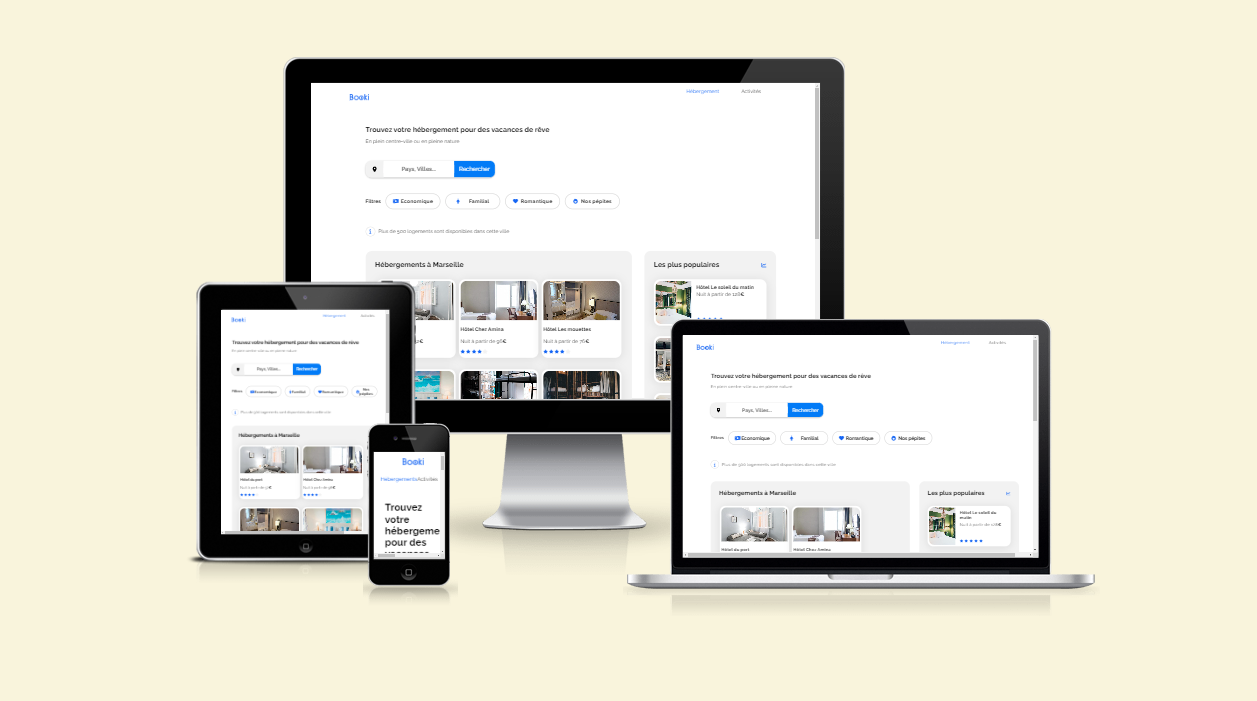 Booki
Hébergement Activités
Trouvez votre hébergement pour des vacances de rêve
En plein centre-ville ou en pleine nature
Pays, Villes... Rechercher
Filtres Economique Familial Romantique Nos pépites
Plus de 500 logements sont disponibles dans cette ville
Hébergements à Marseille
Les plus populaires
Hôtel Le soleil du matin
Nuit à partir de 128€
Hôtel Chez Amina
Hôtel Les mouettes
Nuit à partir de 96€
Nuit à partir de 76€
Booki
Hébergement Activités
Trouvez votre hébergement pour des vacances de rêve
En plein centre-ville ou en pleine nature
Pays, Villes... Rechercher
Filtres Economique Familial Romantique Nos pépites
Plus de 500 logements sont disponibles dans cette ville
Hébergements à Marseille
Hôtel du port
Hôtel Chez Amina
Nuit à partir de
Nuit à partir de
Booki
Hébergements Activités
Trouvez
votre
hébergeme
pour des
vacances
Booki
Hébergement Activités
Trouvez votre hébergement pour des vacances de rêve
En plein centre-ville ou en pleine nature
Pays, Villes... Rechercher
Filtres Economique Familial Romantique Nos pépites
Plus de 500 logements sont disponibles dans cette ville
Hébergements à Marseille
Les plus populaires
Hôtel Le soleil du
matin
Nuit à partir de 128€
Hôtel du port
Hôtel Chez Amina